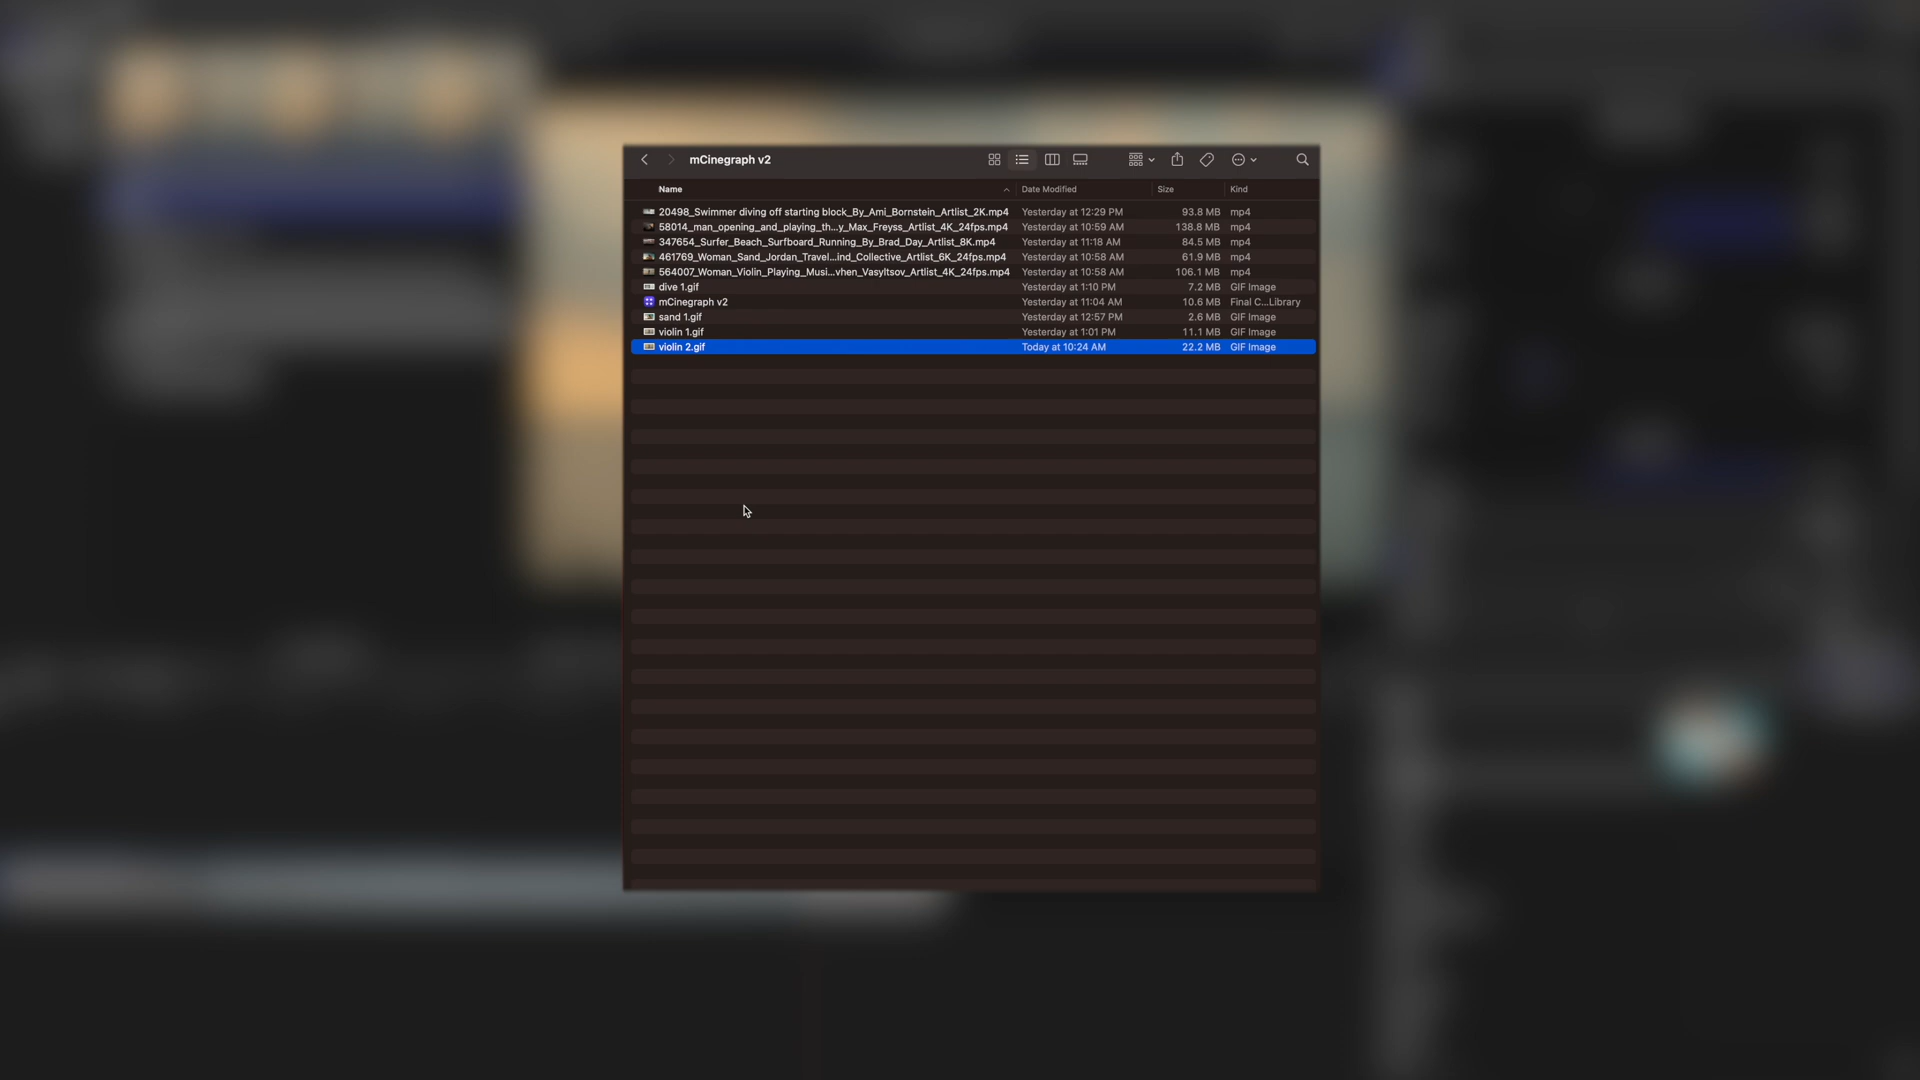 mCinegraph v2
Name Date Modified Size Kind
20498_Swimmer diving off starting block_By_Ami_Bornstein_Artlist_2K.mp4 Yesterday at 12:29 PM 93.8 MB mp4
58014_man_opening_and_playing_th...y_Max_Freyss_Artlist_4K_24fps.mp4 Yesterday at 10:59 AM 138.8 MB mp4
347654_Surfer_Beach_Surfboard_Running_By_Brad_Day_Artlist_8K.mp4 Yesterday at 11:18 AM 84.5 MB mp4
461769_Woman_Sand_Jordan_Travel...ind_Collective_Artlist_6K_24fps.mp4 Yesterday at 10:58 AM 61.9 MB mp4
564007_Woman_Violin_Playing_Musi...vhen_Vasyltsov_Artlist_4K_24fps.mp4 Yesterday at 10:58 AM 106.1 MB mp4
dive 1.gif Yesterday at 1:10 PM 7.2 MB GIF Image
mCinegraph v2 Yesterday at 11:04 AM 10.6 MB Final C...Library
sand 1.gif Yesterday at 12:57 PM 2.6 MB GIF Image
violin 1.gif Yesterday at 1:01 PM 11.1 MB GIF Image
violin 2.gif Today at 10:24 AM 22.2 MB GIF Image